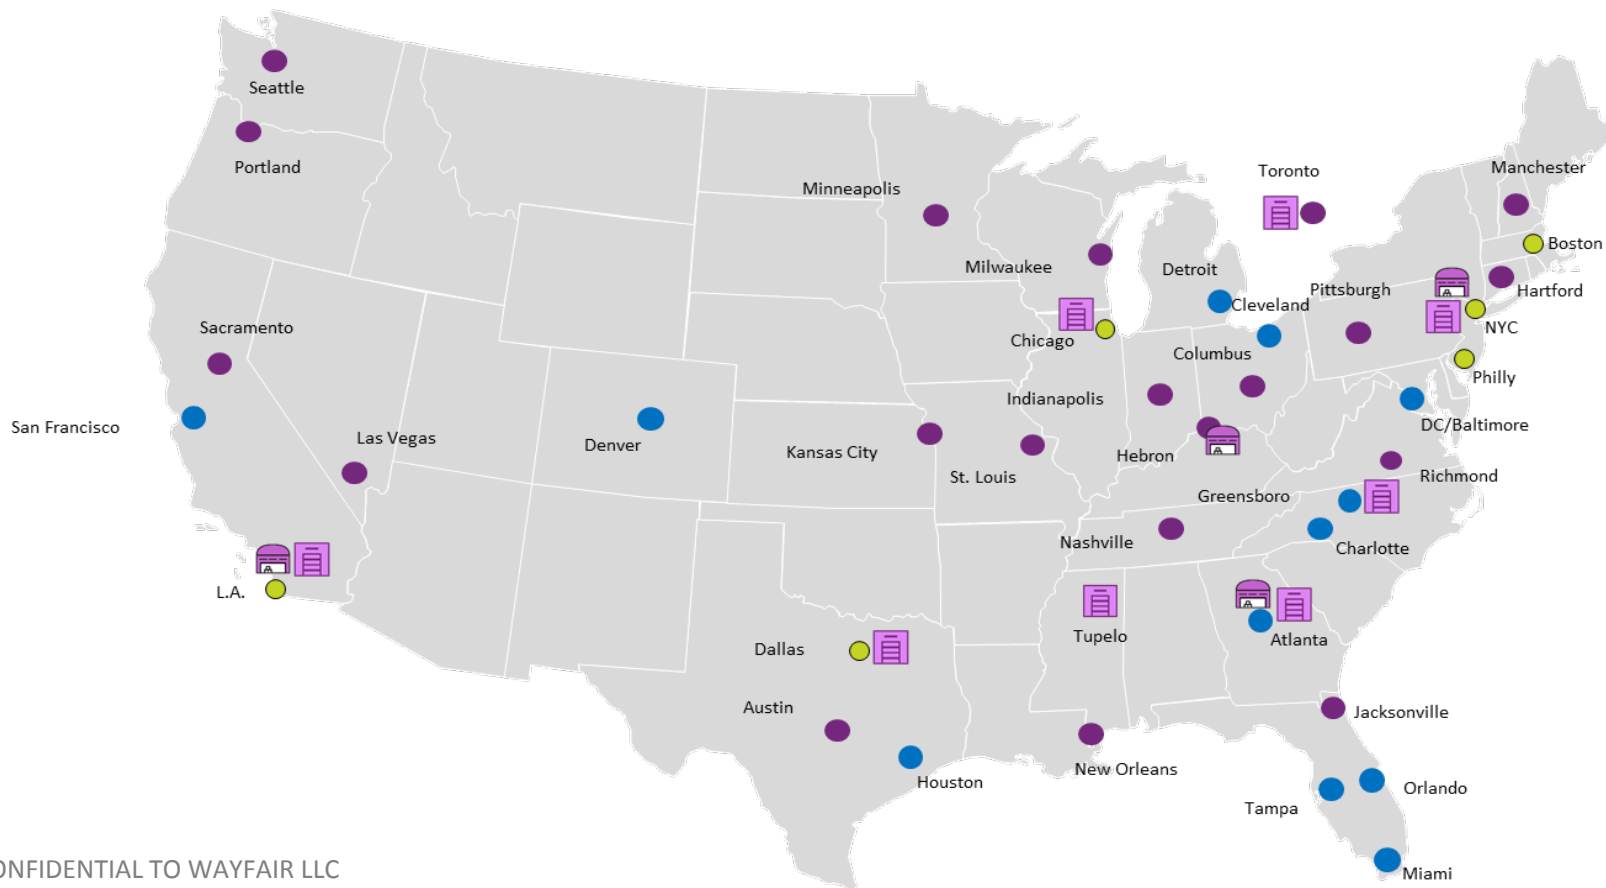 Seattle
Portland
Toronto
Manchester
Minneapolis
Boston
Milwaukee
Detroit
Pittsburgh
Hartford
Cleveland
Sacramento
NYC
Chicago
Columbus
Philly
Indianapolis
San Francisco
Las Vegas
Denver
Kansas City
Hebron
DC/Baltimore
St. Louis
Richmond
Greensboro
Nashville
Charlotte
L.A.
Tupelo
Atlanta
Dallas
Austin
Jacksonville
New Orleans
Houston
Orlando
Tampa
ONFIDENTIAL TO WAYFAIR LLC
Miami